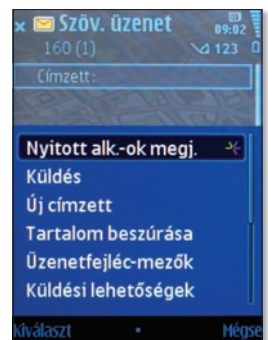 Szöv. üzenet
09:02
160 (1)
123
Címzett:
Nyitott alk.-ok megj.
Küldés
Új címzett
Tartalom beszúrása
Üzenetfejléc-mezők
Küldési lehetőségek
Kiválaszt
Mégse